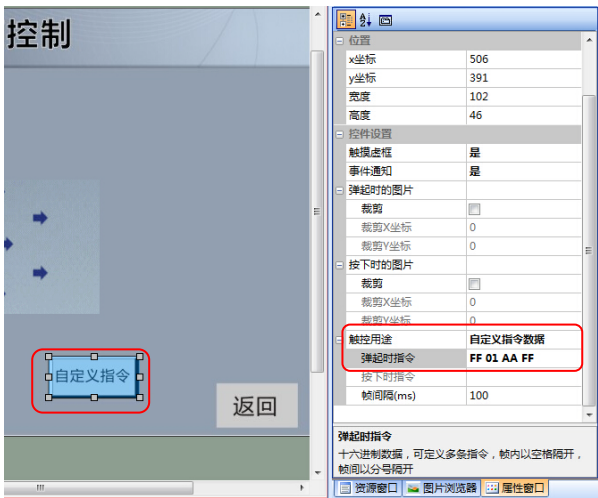 控制
自定义指令
返回
位置
x坐标 506
y坐标 391
宽度 102
高度 46
控件设置
触摸虚框 是
事件通知 是
弹起时的图片
裁剪
裁剪X坐标 0
裁剪Y坐标 0
按下时的图片
裁剪
裁剪X坐标 0
裁剪Y坐标 0
触控用途 自定义指令数据
弹起时指令 FF 01 AA FF
按下时指令
帧间隔(ms) 100
弹起时指令
十六进制数据，可定义多条指令，帧内以空格隔开，
帧间以分号隔开
资源窗口 图片浏览器 属性窗口